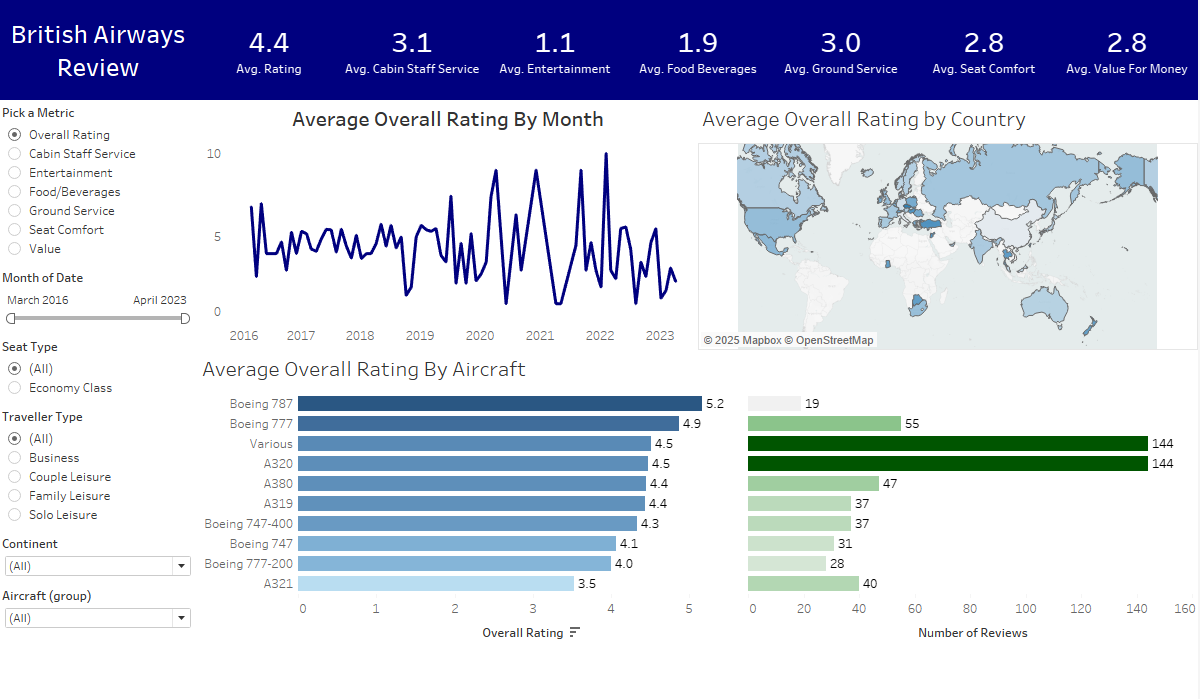 British Airways
Review
4.4
Avg. Rating
3.1
Avg. Cabin Staff Service
1.1
Avg. Entertainment
1.9
Avg. Food Beverages
3.0
Avg. Ground Service
2.8
Avg. Seat Comfort
2.8
Avg. Value For Money
Pick a Metric
Overall Rating
Cabin Staff Service
Entertainment
Food/Beverages
Ground Service
Seat Comfort
Value
Month of Date
March 2016 April 2023
Seat Type
(All)
Economy Class
Traveller Type
(All)
Business
Couple Leisure
Family Leisure
Solo Leisure
Continent
(All)
Aircraft (group)
(All)
Average Overall Rating By Month
10
5
0
2016 2017 2018 2019 2020 2021 2022 2023
Average Overall Rating by Country
© 2025 Mapbox © OpenStreetMap
Average Overall Rating By Aircraft
Boeing 787 5.2 19
Boeing 777 4.9 55
Various 4.5 144
A320 4.5 144
A380 4.4 47
A319 4.4 37
Boeing 747-400 4.3 37
Boeing 747 4.1 31
Boeing 777-200 4.0 28
A321 3.5 40
0 1 2 3 4 5 0 20 40 60 80 100 120 140 160
Overall Rating Number of Reviews